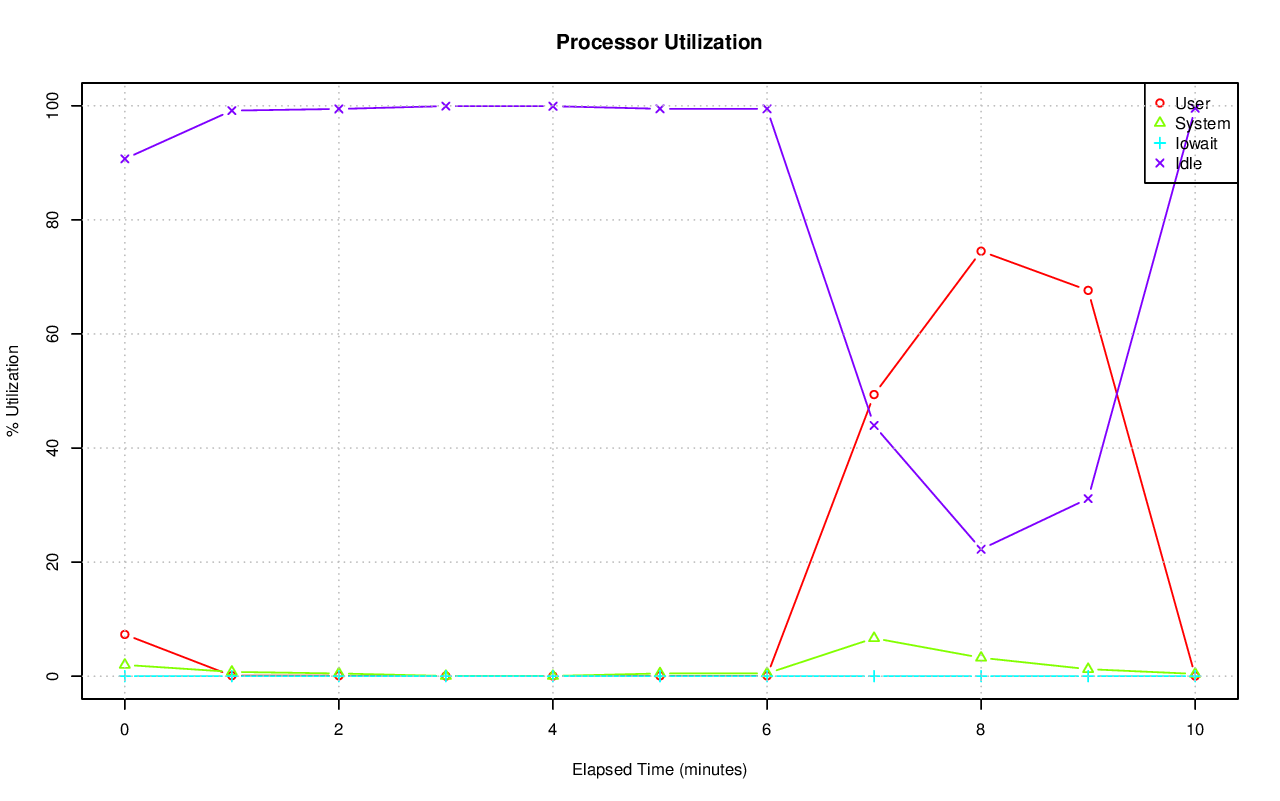 Processor Utilization
% Utilization
100
80
60
40
20
0
User
System
Iowait
Idle
0 2 4 6 8 10
Elapsed Time (minutes)